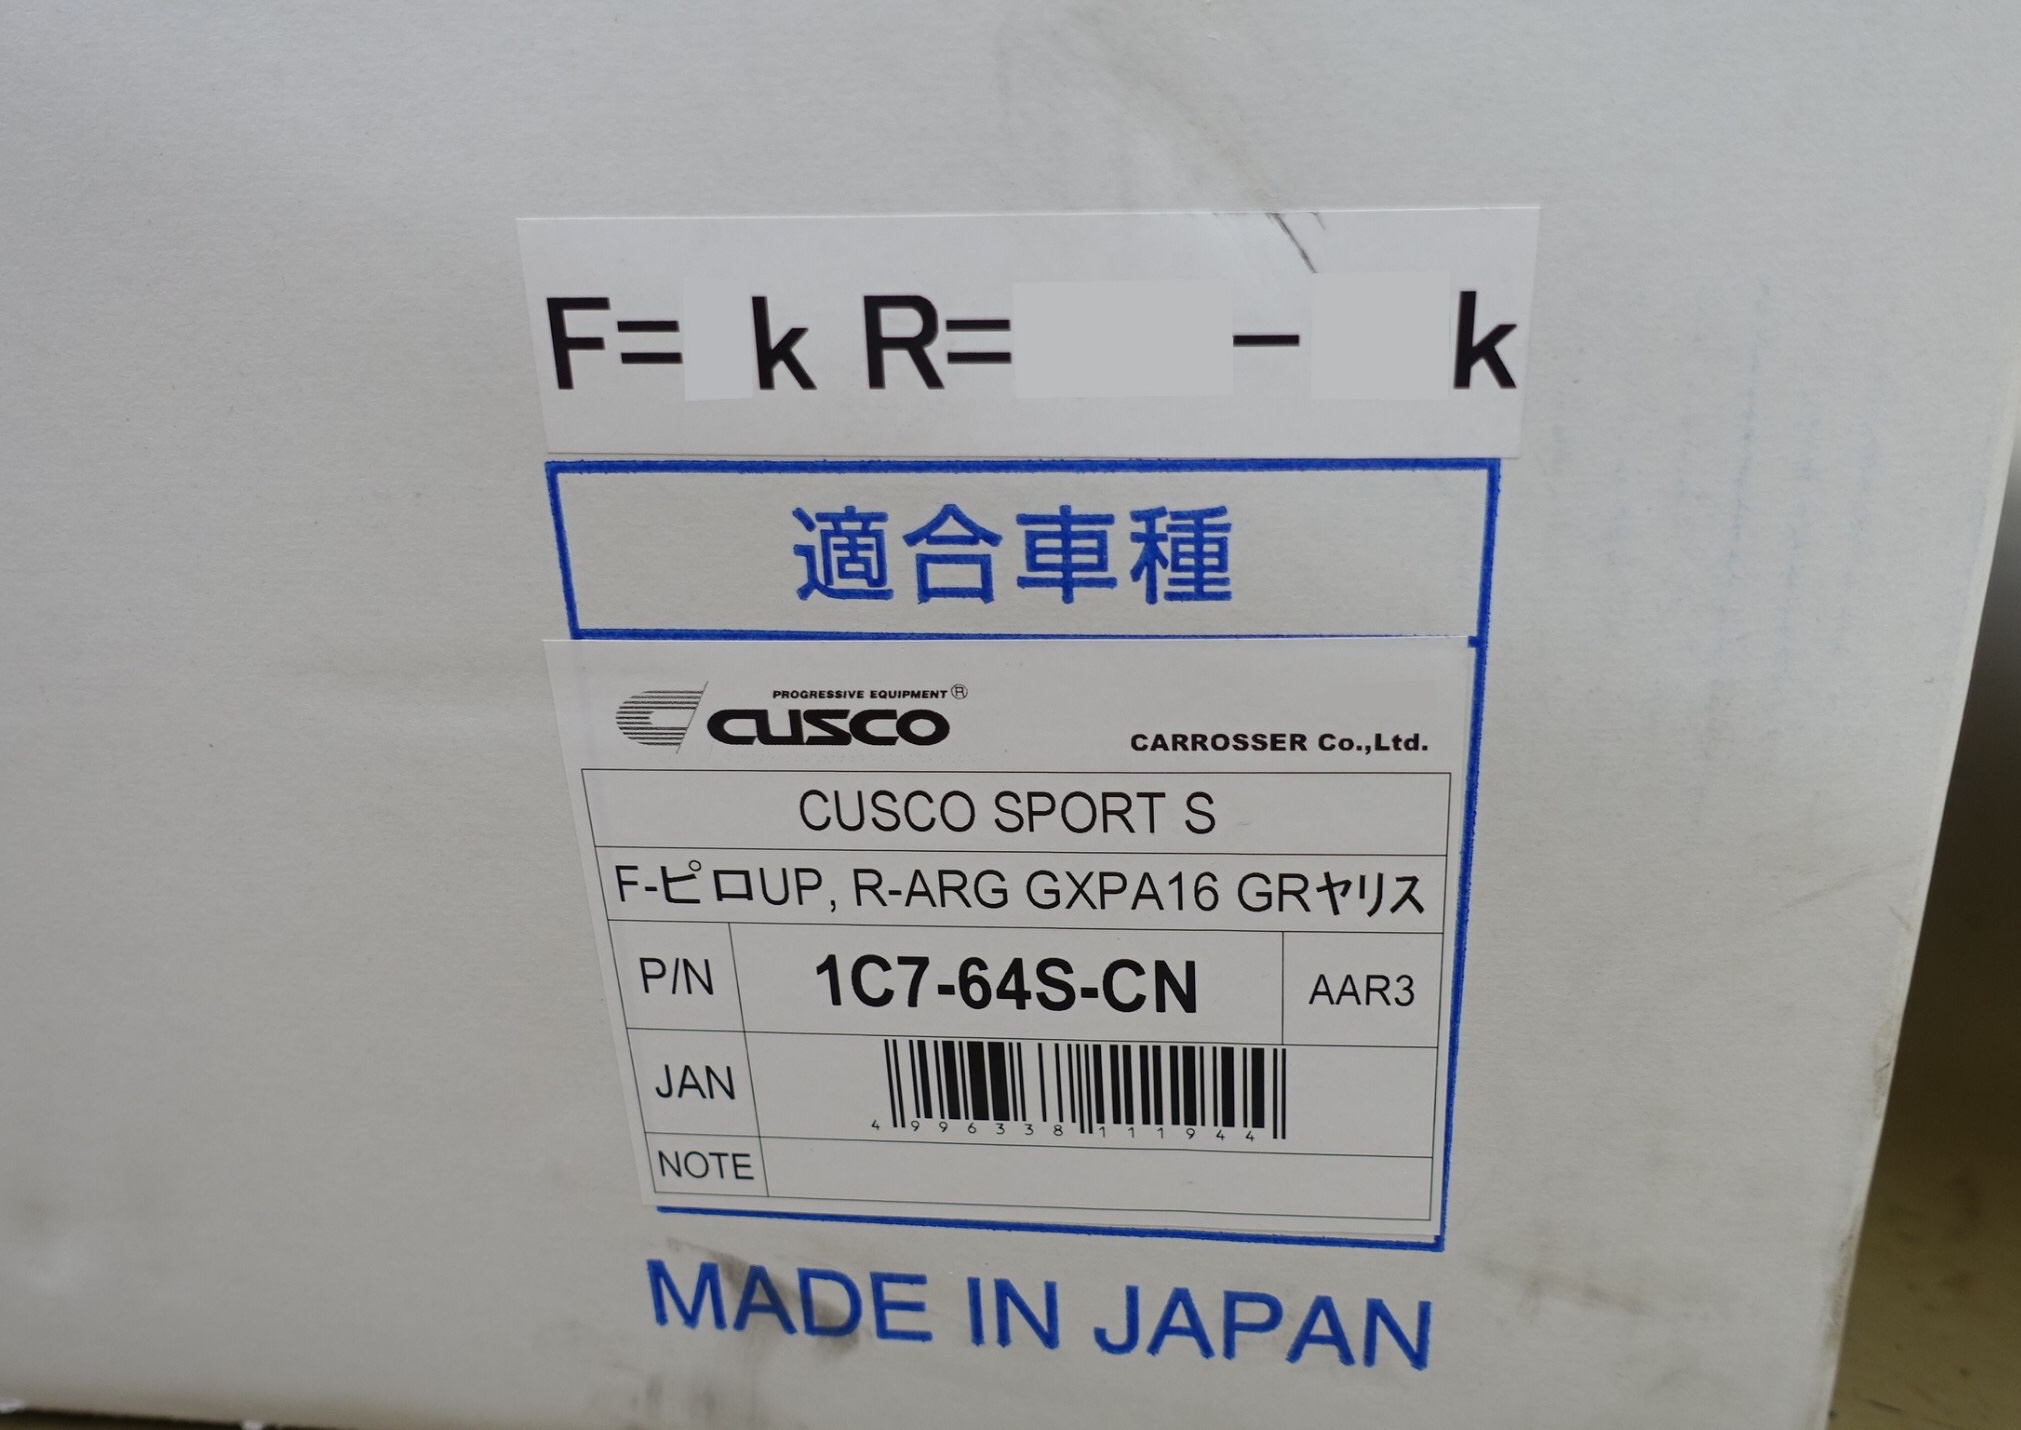 F= k R= - k
適合車種
PROGRESSIVE EQUIPMENT®
CUSCO
CARROSSER Co.,Ltd.
CUSCO SPORT S
F-ピロUP, R-ARG GXPA16 GRヤリス
P/N 1C7-64S-CN AAR3
JAN
4 996338 111944
NOTE
MADE IN JAPAN